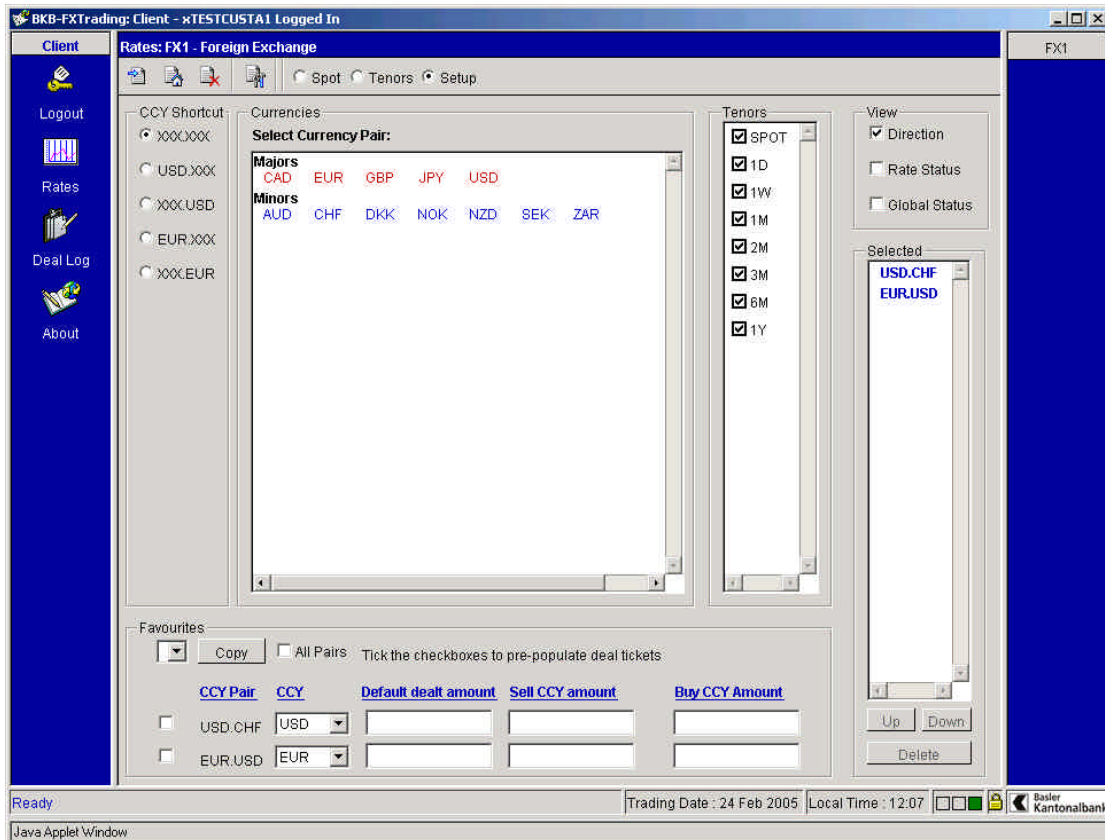 BKB-FXTrading: Client - xTESTCUSTA1 Logged In
Client
Logout
Rates
Deal Log
About
Rates: FX1 - Foreign Exchange
FX1
Spot Tenors Setup
CCY Shortcut
XXX.XXX
USD.XXX
XXX.USD
EUR.XXX
XXX.EUR
Currencies
Select Currency Pair:
Majors
CAD EUR GBP JPY USD
Minors
AUD CHF DKK NOK NZD SEK ZAR
Tenors
SPOT
1D
1W
1M
2M
3M
6M
1Y
View
Direction
Rate Status
Global Status
Selected
USD.CHF
EUR.USD
Up Down
Delete
Favourites
Copy All Pairs Tick the checkboxes to pre-populate deal tickets
CCY Pair CCY Default dealt amount Sell CCY amount Buy CCY Amount
USD.CHF USD
EUR.USD EUR
Ready
Trading Date : 24 Feb 2005 Local Time : 12:07
Basler
Kantonalbank
Java Applet Window